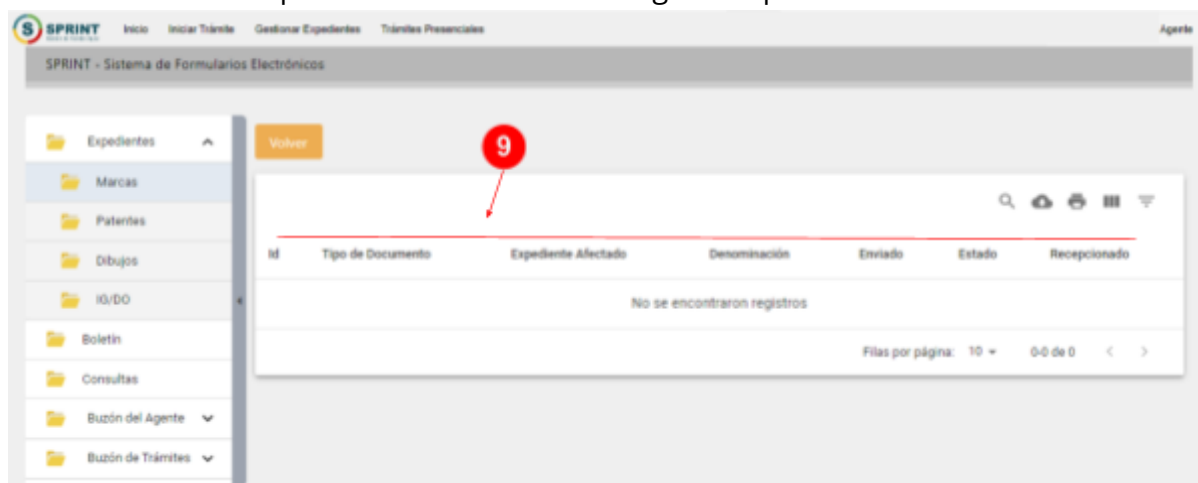 SPRINT Inicio Iniciar Trámite Gestionar Expedientes Trámites Presenciales Agente
SPRINT - Sistema de Formularios Electrónicos
Expedientes
Volver
9
Marcas
Patentes
Id Tipo de Documento Expediente Afectado Denominación Enviado Estado Recepcionado
Dibujos
IG/DO
No se encontraron registros
Boletín
Filas por página: 10 0-0 de 0
Consultas
Buzón del Agente
Buzón de Trámites